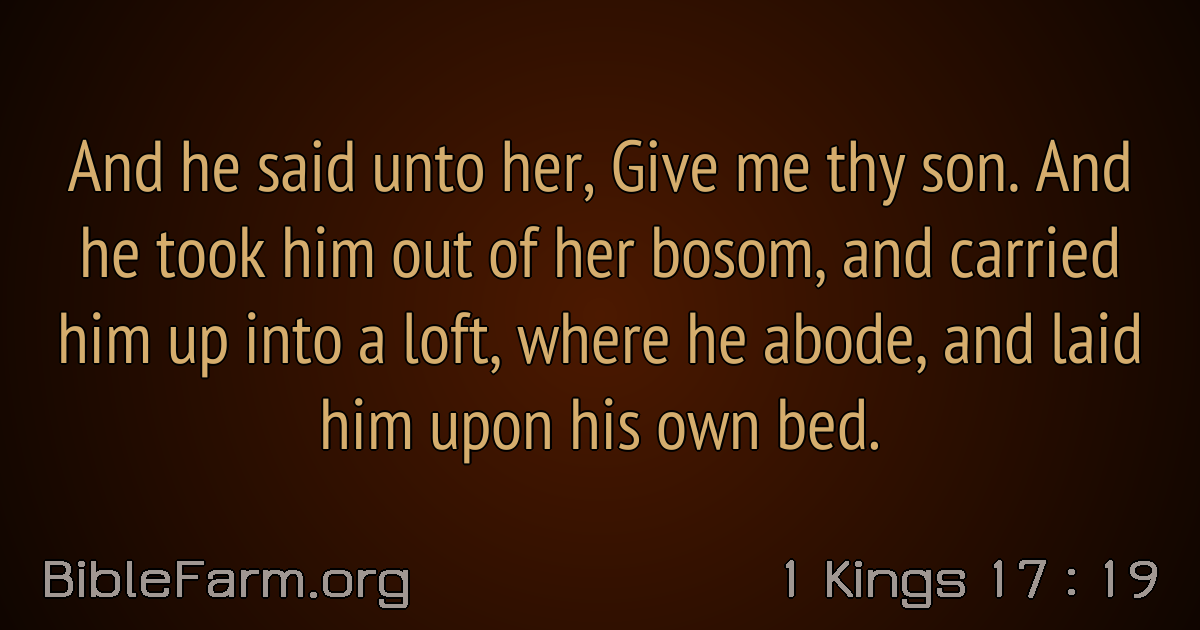 And he said unto her, Give me thy son. And
he took him out of her bosom, and carried
him up into a loft, where he abode, and laid
him upon his own bed.
BibleFarm.org
1 Kings 17 : 19